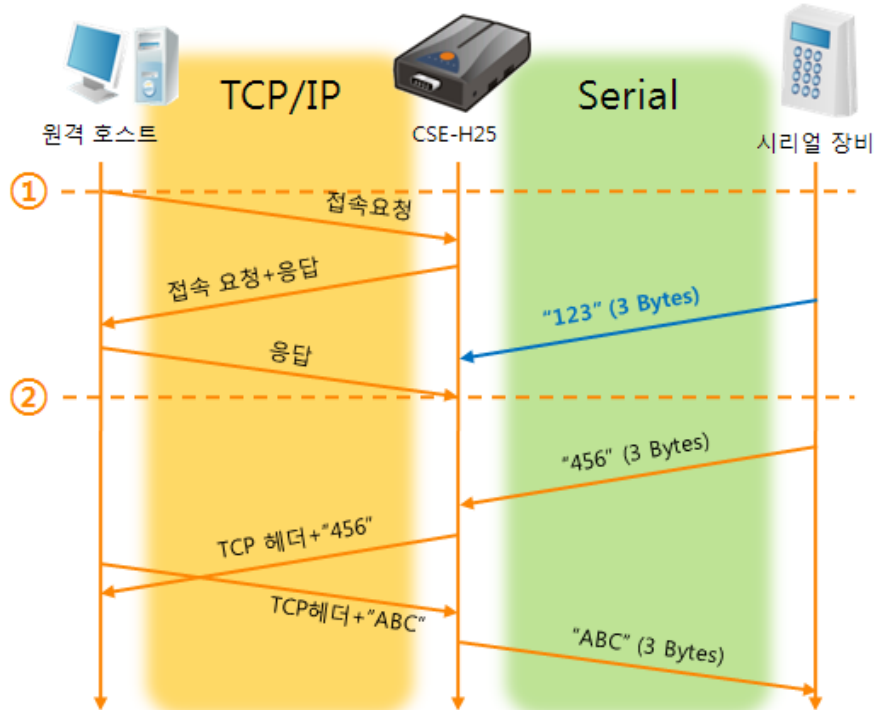 TCP/IP
Serial
원격 호스트
CSE-H25
시리얼 장비
①
접속요청
접속 요청+응답
"123" (3 Bytes)
응답
②
"456" (3 Bytes)
TCP 헤더+"456"
TCP헤더+"ABC"
"ABC" (3 Bytes)